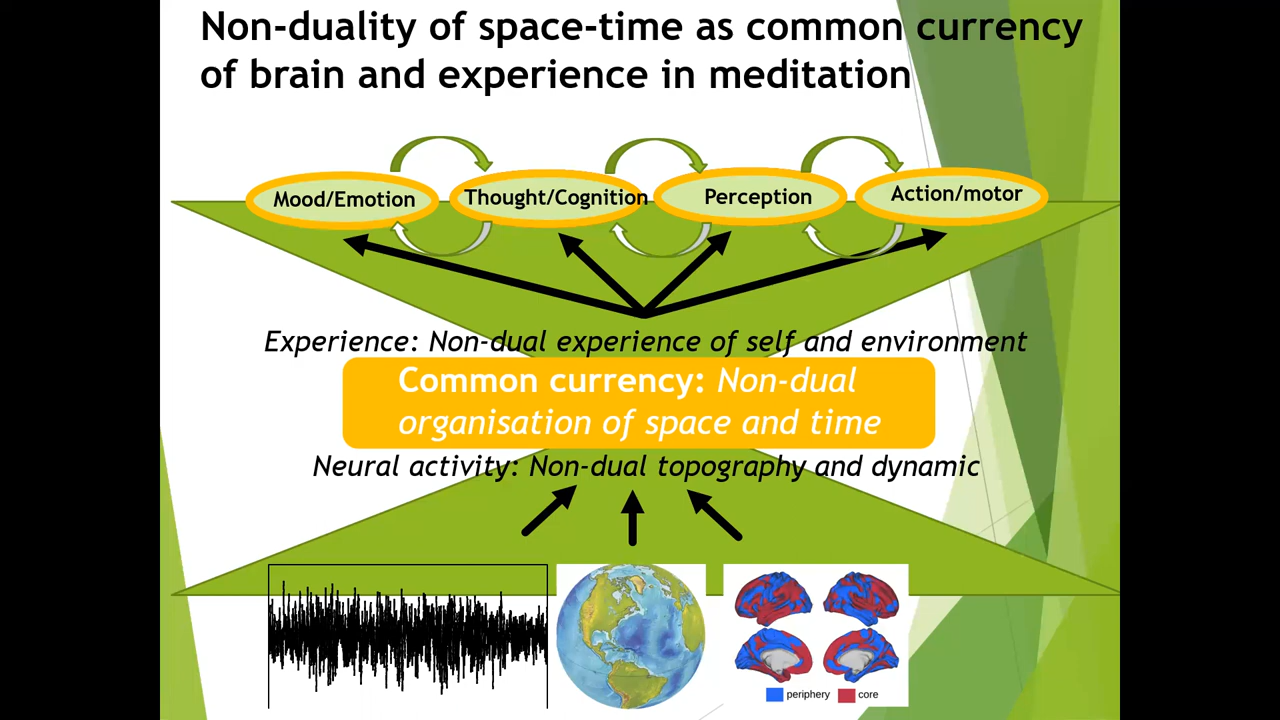 Non-duality of space-time as common currency
of brain and experience in meditation
Mood/Emotion
Thought/Cognition
Perception
Action/motor
Experience: Non-dual experience of self and environment
Common currency: Non-dual
organisation of space and time
Neural activity: Non-dual topography and dynamic
periphery
core